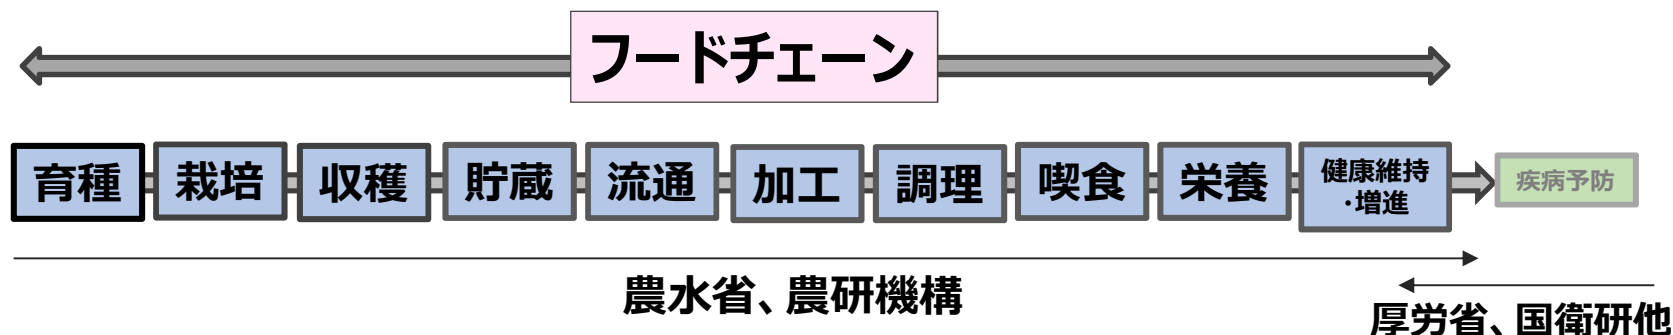 フードチェーン
育種
栽培
収穫
貯蔵
流通
加工
調理
喫食
栄養
健康維持
・増進
疾病予防
農水省、農研機構
厚労省、国衛研他